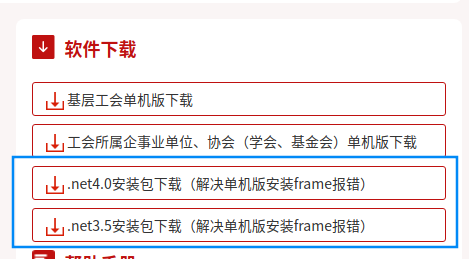 软件下载
基层工会单机版下载
工会所属企事业单位、协会（学会、基金会）单机版下载
.net4.0安装包下载（解决单机版安装frame报错）
.net3.5安装包下载（解决单机版安装frame报错）